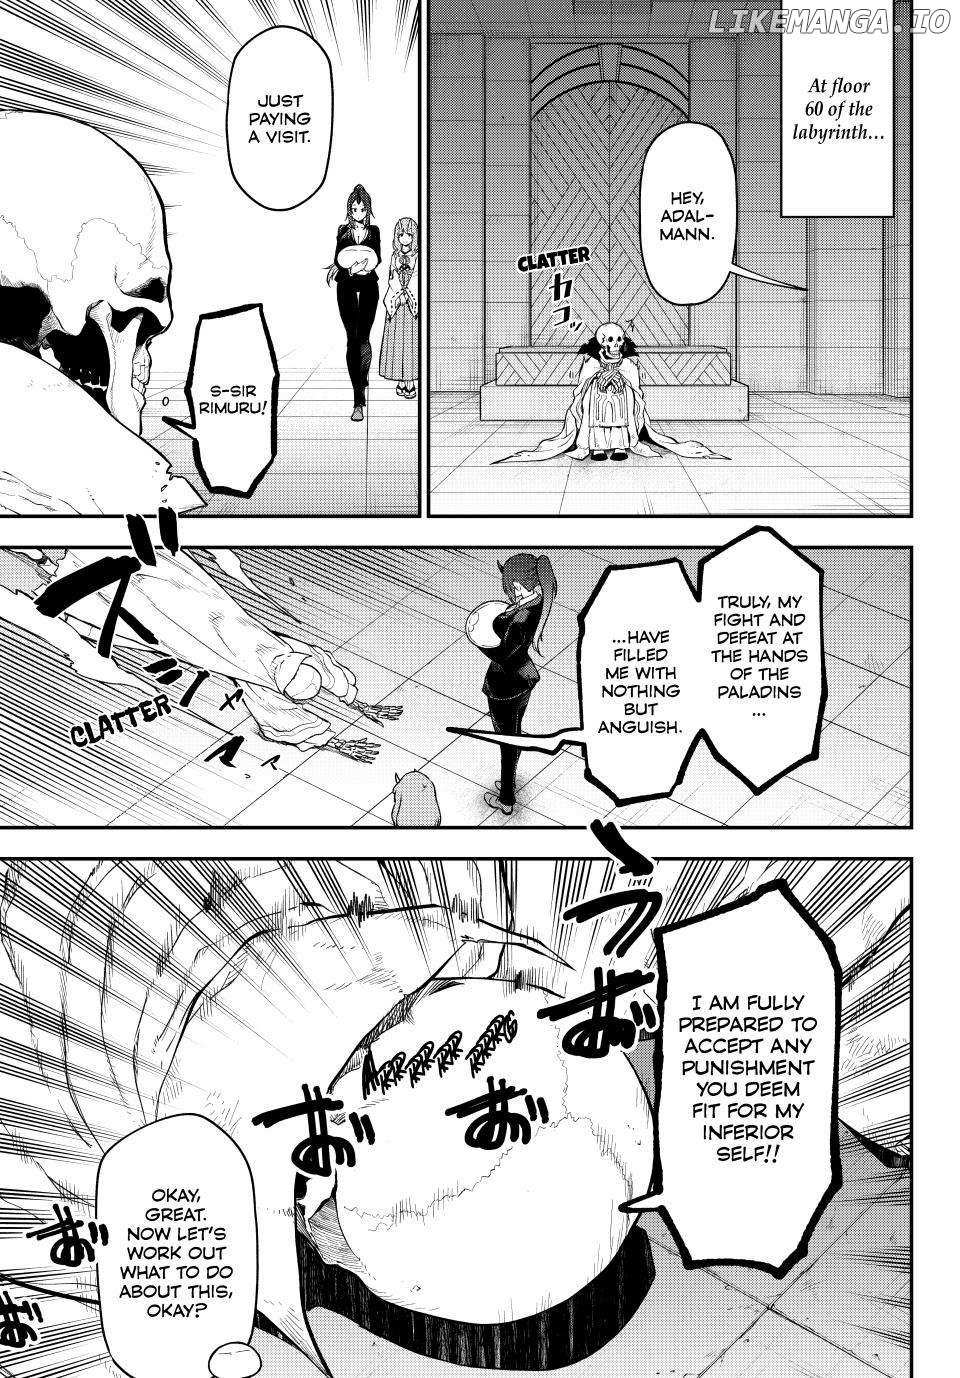 LIKEMANGA.IO
At floor
60 of the
labyrinth...
HEY,
ADAL-
MANN.
CLATTER
カコッ
JUST
PAYING
A VISIT.
S-SIR
RIMURU!
TRULY, MY
FIGHT AND
DEFEAT AT
THE HANDS
OF THE
PALADINS
...
...HAVE
FILLED
ME WITH
NOTHING
BUT
ANGUISH.
CLATTER
I AM FULLY
PREPARED TO
ACCEPT ANY
PUNISHMENT
YOU DEEM
FIT FOR MY
INFERIOR
SELF!!
OKAY,
GREAT.
NOW LET'S
WORK OUT
WHAT TO DO
ABOUT THIS,
OKAY?